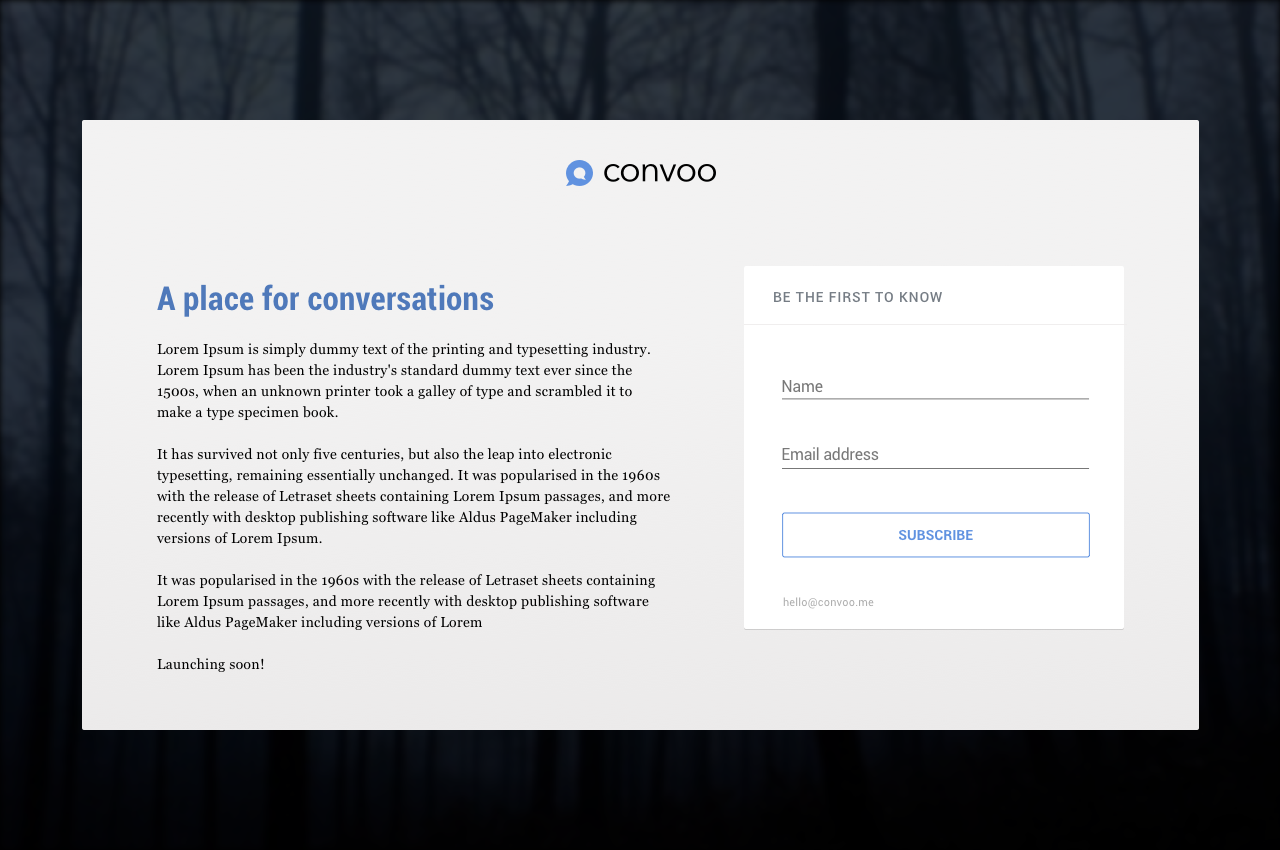 convoo
A place for conversations
Lorem Ipsum is simply dummy text of the printing and typesetting industry.
Lorem Ipsum has been the industry's standard dummy text ever since the
1500s, when an unknown printer took a galley of type and scrambled it to
make a type specimen book.
It has survived not only five centuries, but also the leap into electronic
typesetting, remaining essentially unchanged. It was popularised in the 1960s
with the release of Letraset sheets containing Lorem Ipsum passages, and more
recently with desktop publishing software like Aldus PageMaker including
versions of Lorem Ipsum.
It was popularised in the 1960s with the release of Letraset sheets containing
Lorem Ipsum passages, and more recently with desktop publishing software
like Aldus PageMaker including versions of Lorem
Launching soon!
BE THE FIRST TO KNOW
Name
Email address
SUBSCRIBE
hello@convoo.me